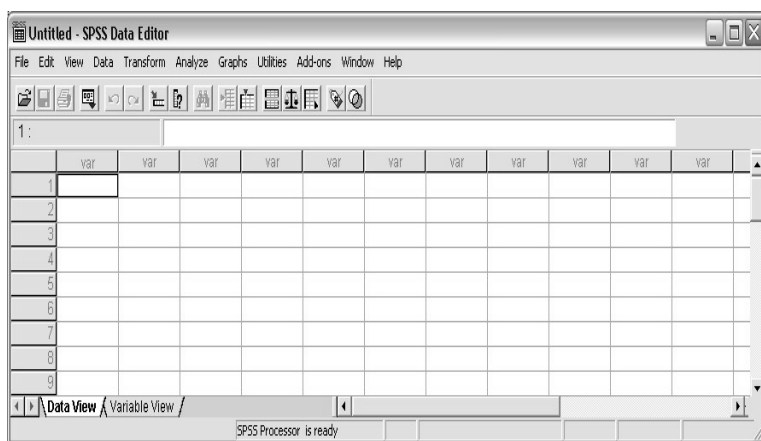 Untitled - SPSS Data Editor
File Edit View Data Transform Analyze Graphs Utilities Add-ons Window Help
1 :
var var var var var var var var var var var
1
2
3
4
5
6
7
8
9
Data View Variable View
SPSS Processor is ready